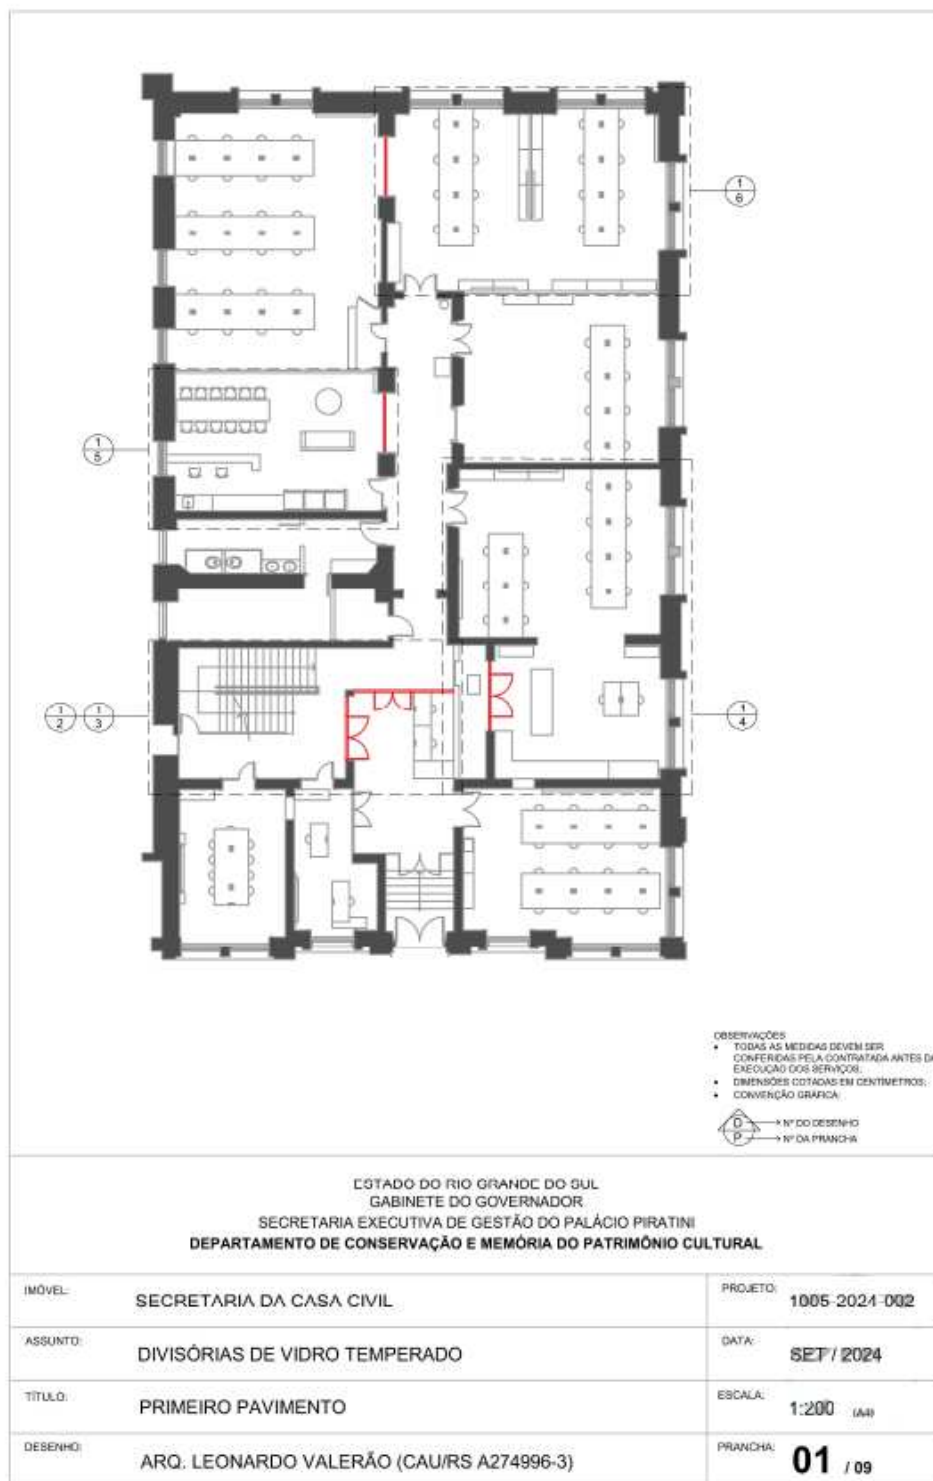 1
6
1
5
1
2
1
3
1
4
OBSERVAÇÕES
• TODAS AS MEDIDAS DEVEM SER
CONFERIDAS PELA CONTRATADA ANTES DA
EXECUÇÃO DOS SERVIÇOS;
• DIMENSÕES COTADAS EM CENTÍMETROS;
• CONVENÇÃO GRÁFICA:
D Nº DO DESENHO
P Nº DA PRANCHA
ESTADO DO RIO GRANDE DO SUL
GABINETE DO GOVERNADOR
SECRETARIA EXECUTIVA DE GESTÃO DO PALÁCIO PIRATINI
DEPARTAMENTO DE CONSERVAÇÃO E MEMÓRIA DO PATRIMÔNIO CULTURAL
IMÓVEL: SECRETARIA DA CASA CIVIL
PROJETO: 1005-2024-002
ASSUNTO: DIVISÓRIAS DE VIDRO TEMPERADO
DATA: SET / 2024
TÍTULO: PRIMEIRO PAVIMENTO
ESCALA: 1:200 (A4)
DESENHO: ARQ. LEONARDO VALERÃO (CAU/RS A274996-3)
PRANCHA: 01 / 09